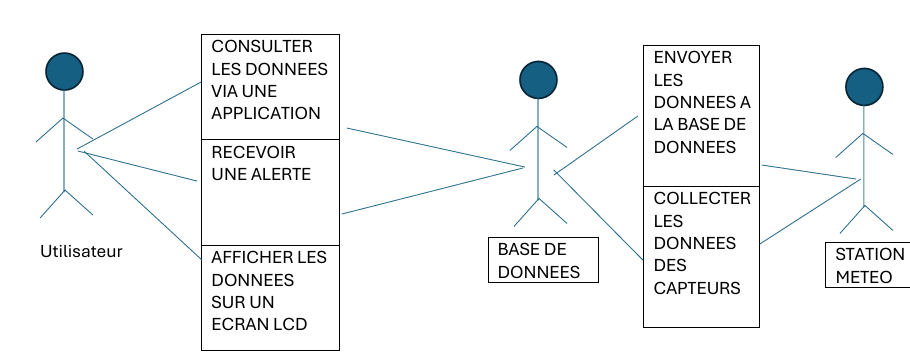 CONSULTER
LES DONNEES
VIA UNE
APPLICATION
RECEVOIR
UNE ALERTE
AFFICHER LES
DONNEES
SUR UN
ECRAN LCD
Utilisateur
BASE DE
DONNEES
ENVOYER
LES
DONNEES A
LA BASE DE
DONNEES
COLLECTER
LES
DONNEES
DES
CAPTEURS
STATION
METEO